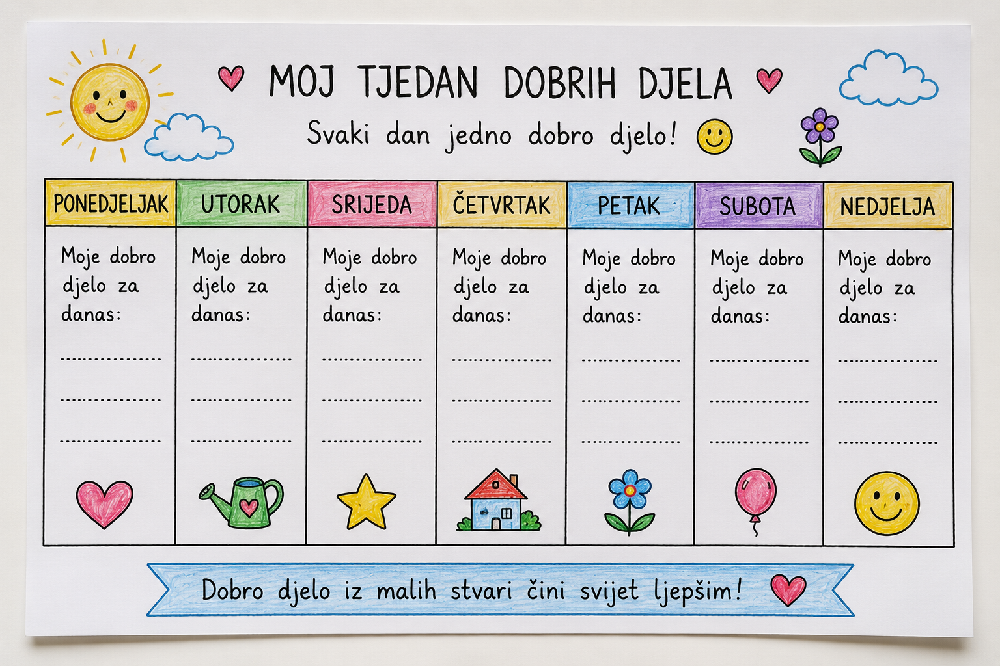 MOJ TJEDAN DOBRIH DJELA
Svaki dan jedno dobro djelo!
PONEDJELJAK
Moje dobro
djelo za
danas:
UTORAK
Moje dobro
djelo za
danas:
SRIJEDA
Moje dobro
djelo za
danas:
ČETVRTAK
Moje dobro
djelo za
danas:
PETAK
Moje dobro
djelo za
danas:
SUBOTA
Moje dobro
djelo za
danas:
NEDJELJA
Moje dobro
djelo za
danas:
Dobro djelo iz malih stvari čini svijet ljepšim!